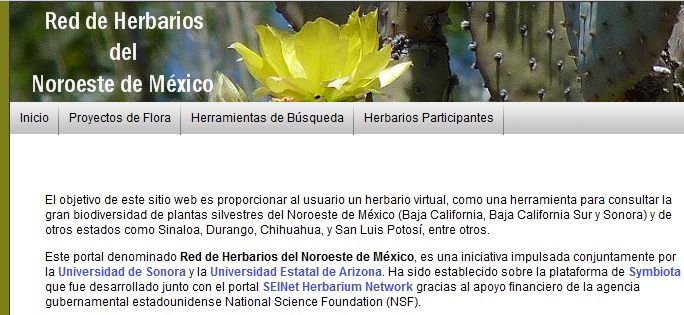 Red de Herbarios
del
Noroeste de México
Inicio Proyectos de Flora Herramientas de Búsqueda Herbarios Participantes
El objetivo de este sitio web es proporcionar al usuario un herbario virtual, como una herramienta para consultar la
gran biodiversidad de plantas silvestres del Noroeste de México (Baja California, Baja California Sur y Sonora) y de
otros estados como Sinaloa, Durango, Chihuahua, y San Luis Potosí, entre otros.
Este portal denominado Red de Herbarios del Noroeste de México, es una iniciativa impulsada conjuntamente por
la Universidad de Sonora y la Universidad Estatal de Arizona. Ha sido establecido sobre la plataforma de Symbiota
que fue desarrollado junto con el portal SEINet Herbarium Network gracias al apoyo financiero de la agencia
gubernamental estadounidense National Science Foundation (NSF).